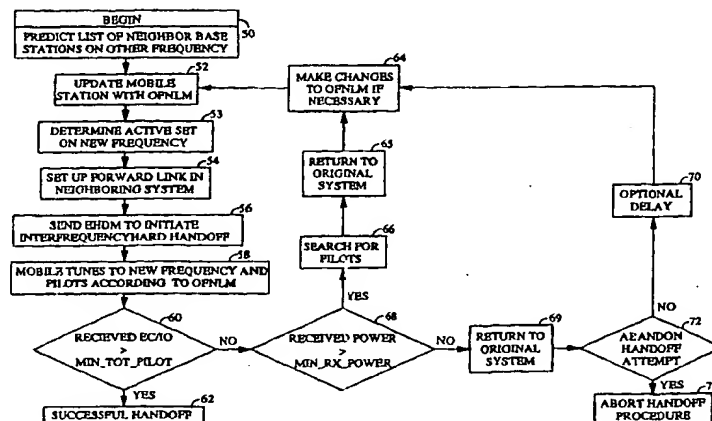 BEGIN
PREDICT LIST OF NEIGHBOR BASE
STATIONS ON OTHER FREQUENCY
50
52
UPDATE MOBILE
STATION WITH OFNLM
53
DETERMINE ACTIVE SET
ON NEW FREQUENCY
54
SET UP FORWARD LINK IN
NEIGHBORING SYSTEM
56
SEND EHDM TO INITIATE
INTERFREQUENCYHARD HANDOFF
58
MOBILE TUNES TO NEW FREQUENCY AND
PILOTS ACCORDING TO OFNLM
60
RECIEVED EC/IO
>
MIN_TOT_PILOT
NO
YES
62
SUCCESSFUL HANDOFF
64
MAKE CHANGES
TO OFNLM IF
NECESSARY
65
RETURN TO
ORIGINAL
SYSTEM
66
SEARCH FOR
PILOTS
YES
68
RECEIVED POWER
>
MIN_RX_POWER
NO
69
RETURN TO
ORIGINAL
SYSTEM
70
OPTIONAL
DELAY
NO
72
ABANDON
HANDOFF
ATTEMPT
YES
ABORT HANDOFF
PROCEDURE